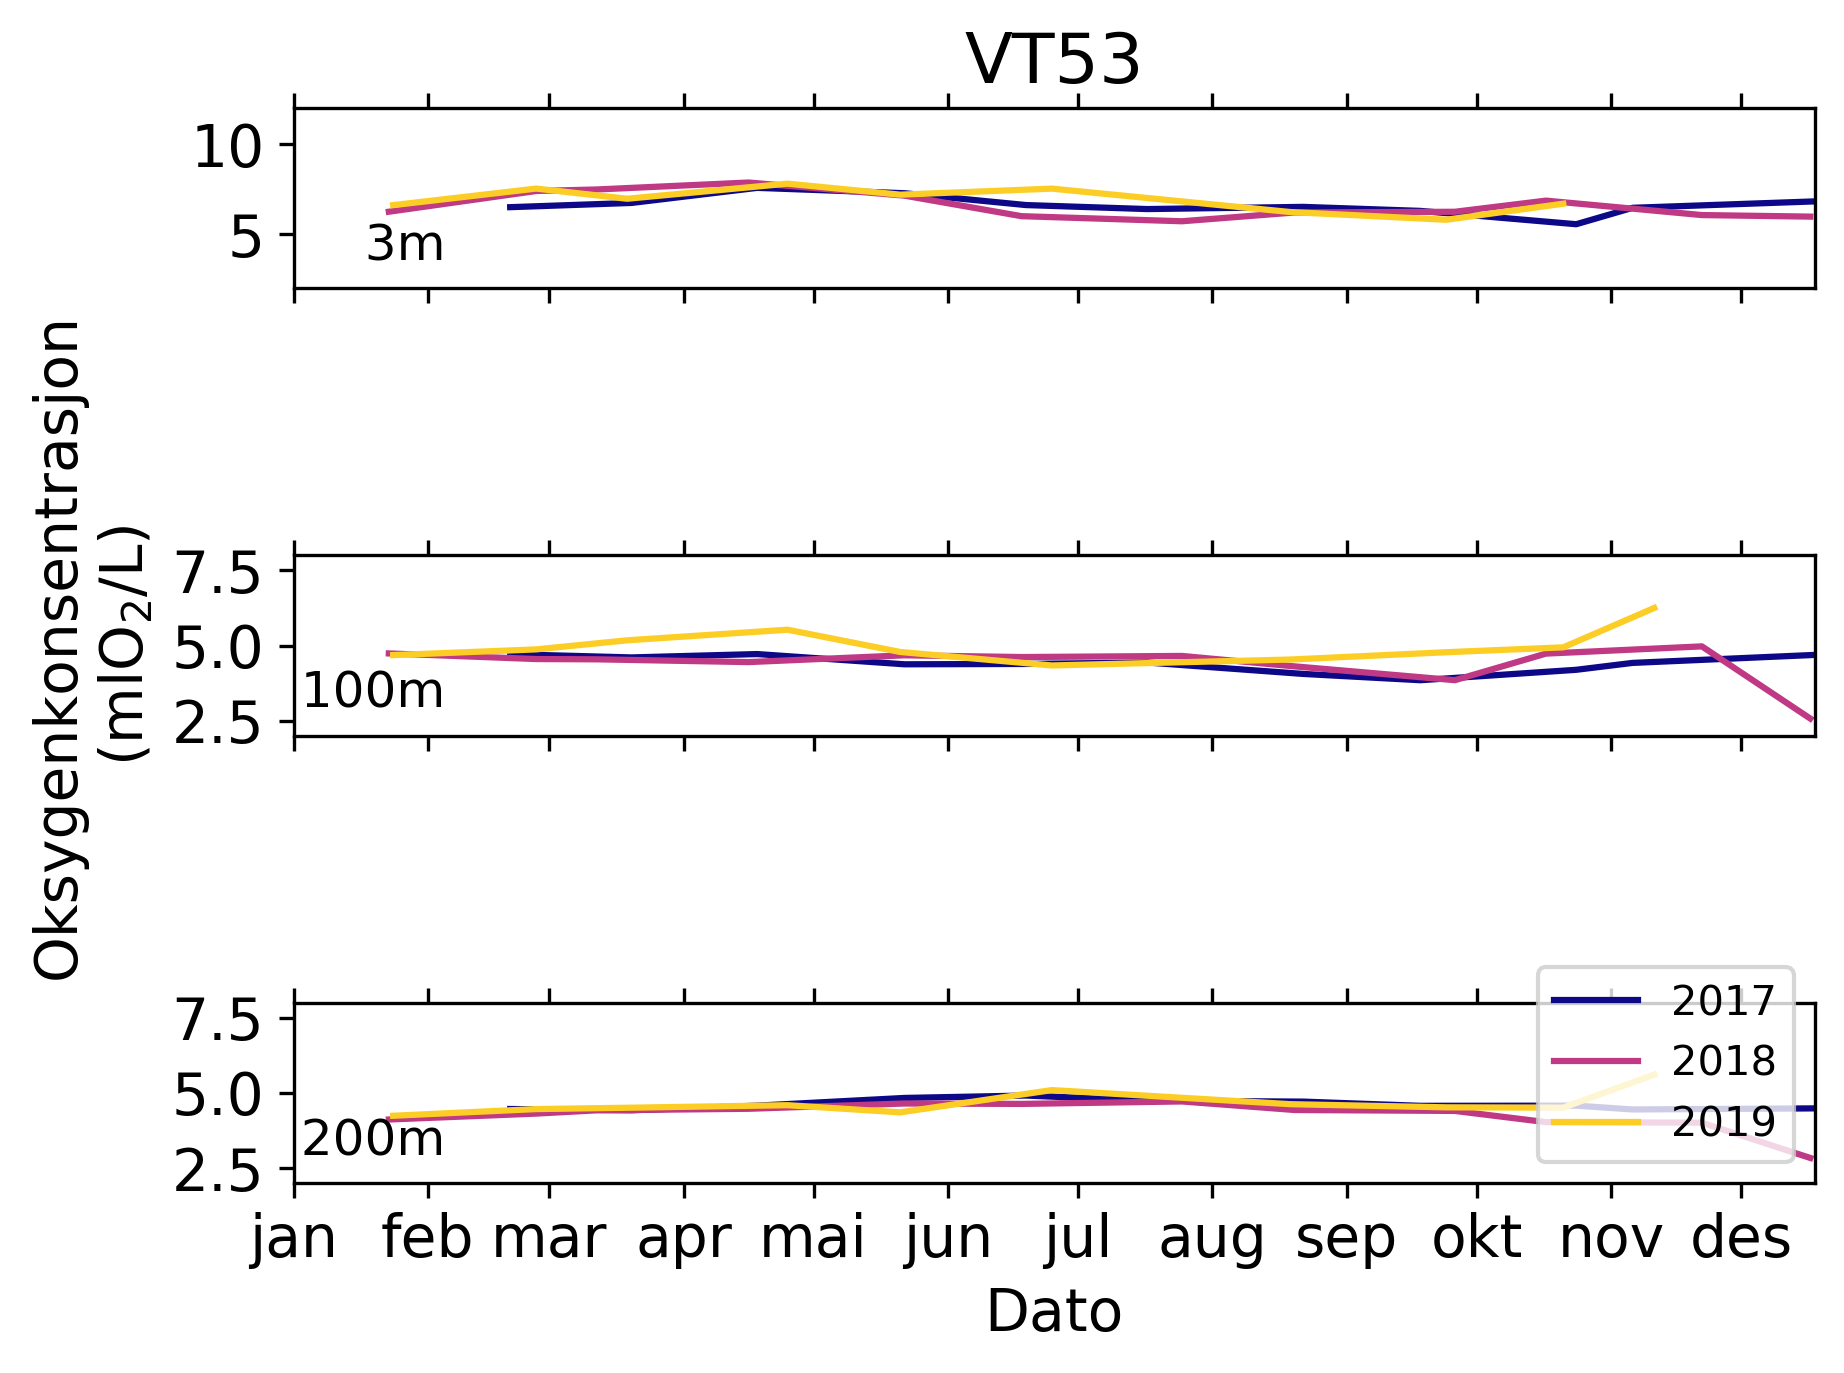 VT53
10
5
3m
Oksygenkonsentrasjon
(mlO₂/L)
7.5
5.0
2.5
100m
7.5
5.0
2.5
200m
2017
2018
2019
jan feb mar apr mai jun jul aug sep okt nov des
Dato